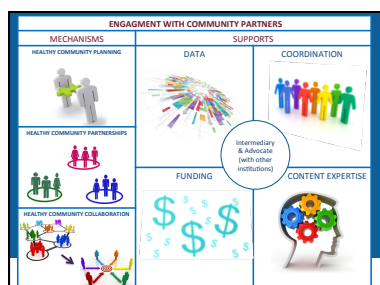 ENGAGMENT WITH COMMUNITY PARTNERS
MECHANISMS
SUPPORTS
HEALTHY COMMUNITY PLANNING
DATA
COORDINATION
HEALTHY COMMUNITY PARTNERSHIPS
Intermediary
& Advocate
(with other
institutions)
FUNDING
CONTENT EXPERTISE
HEALTHY COMMUNITY COLLABORATION